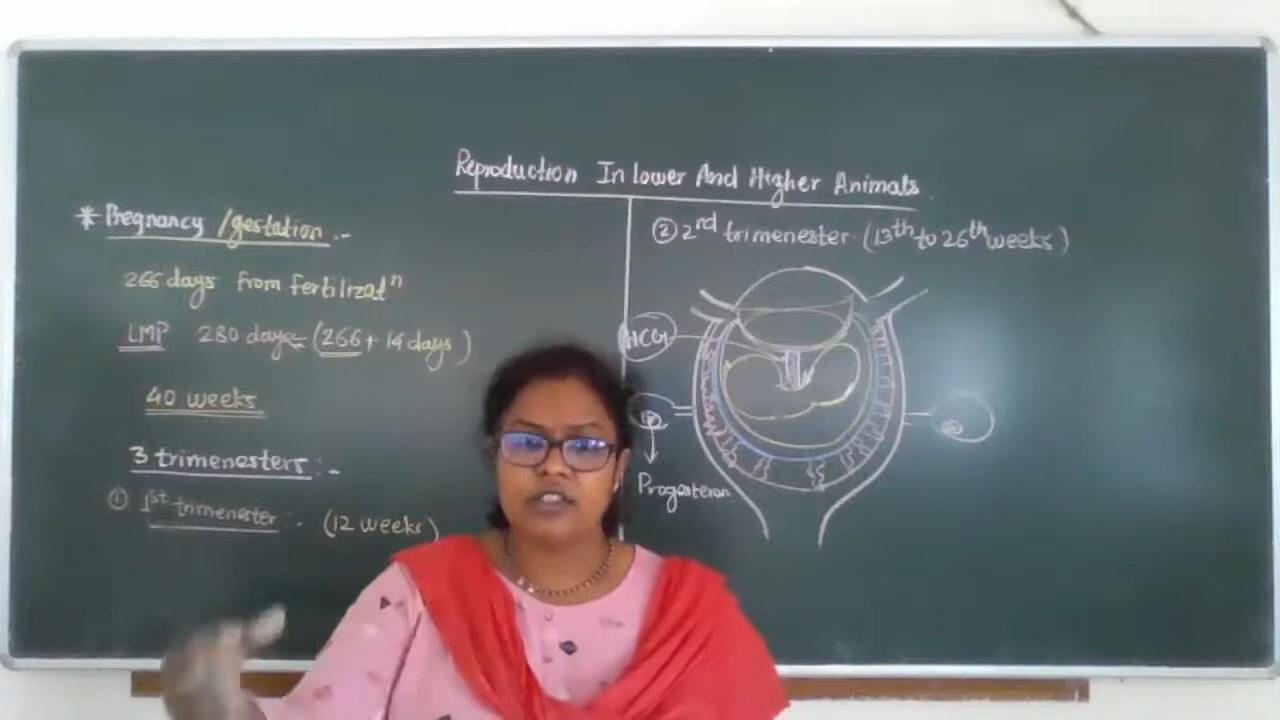 Reproduction In lower And Higher Animals
* Pregnancy /gestation :-
266 days from fertilizatⁿ
LMP 280 days = (266 + 14 days)
40 weeks
3 trimenesters :-
① 1st trimenester :- (12 weeks)
② 2nd trimenester (13th to 26th weeks)
HCG
Progesteron